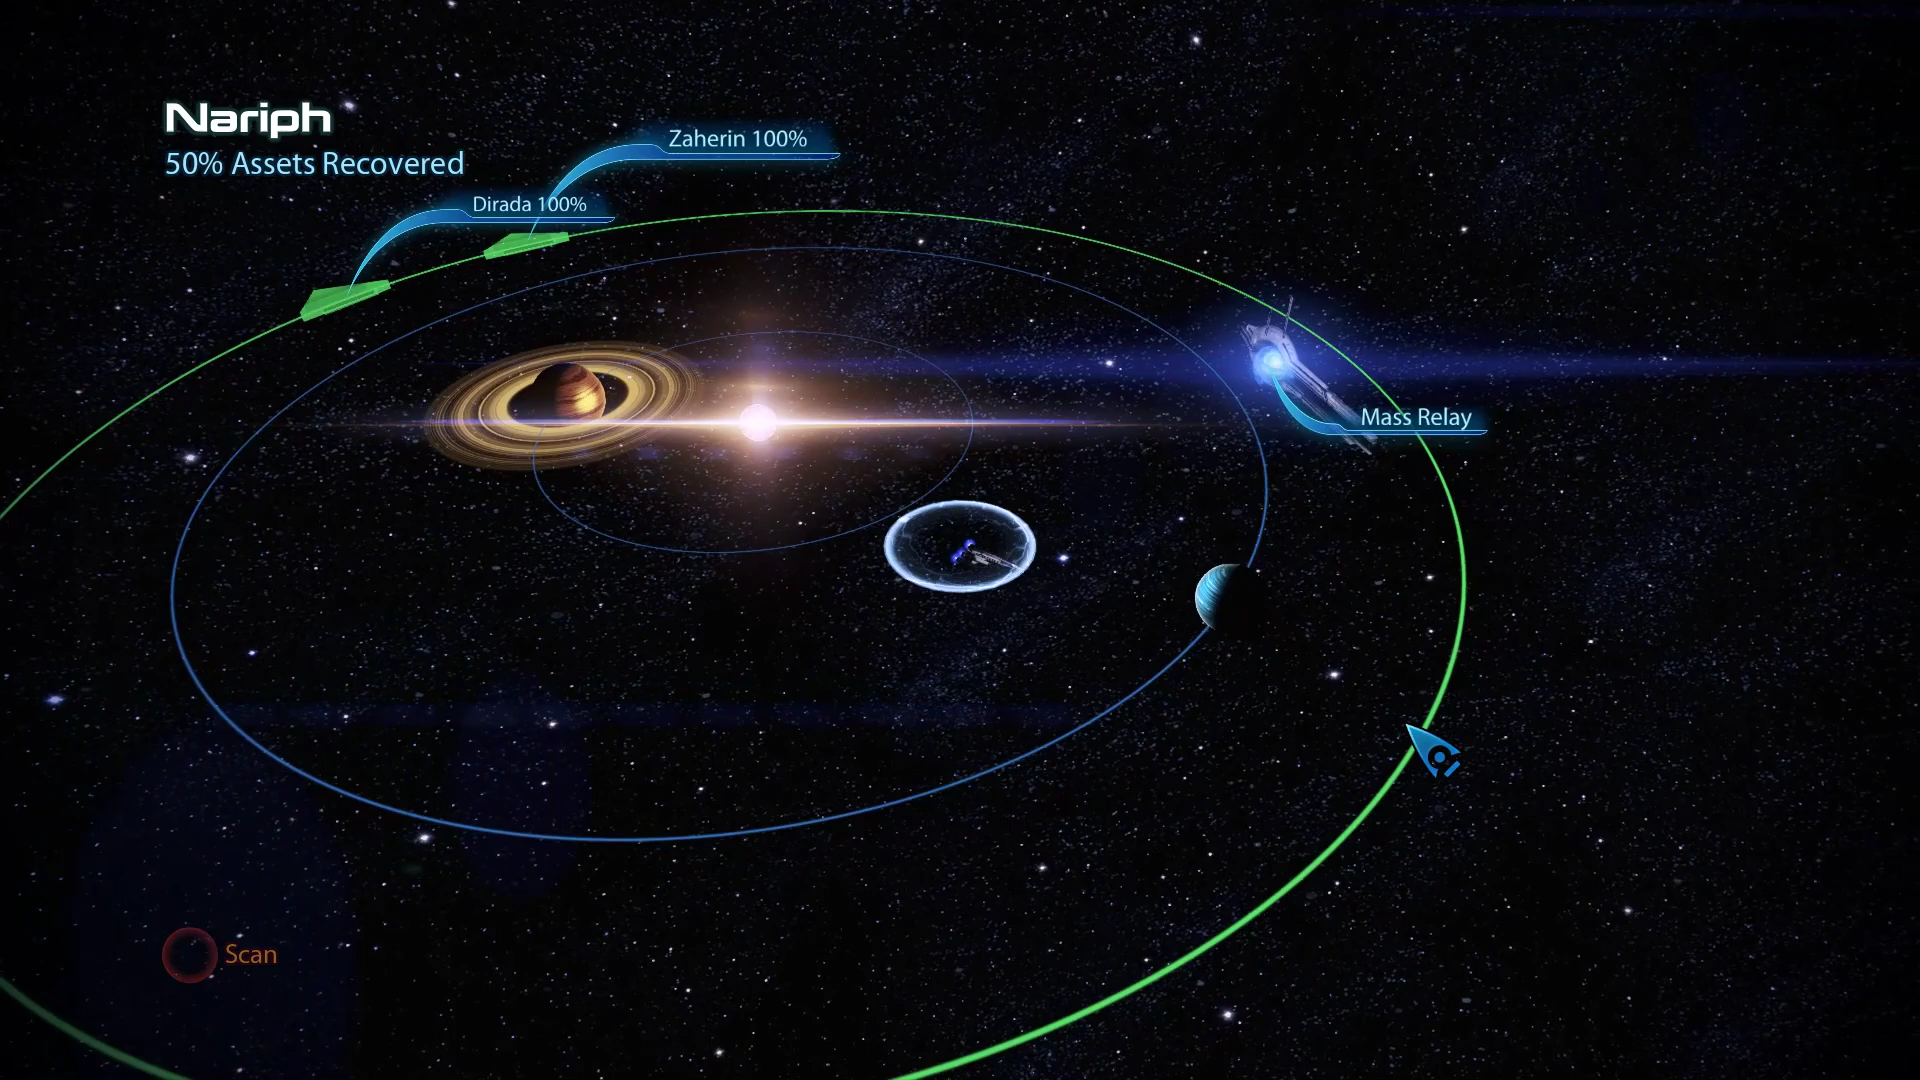 Nariph
50% Assets Recovered
Zaherin 100%
Dirada 100%
Mass Relay
Scan